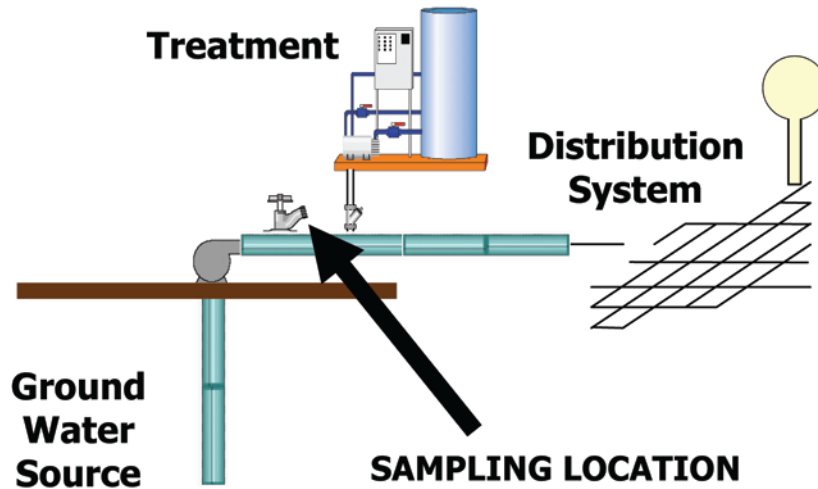 Treatment
Distribution
System
Ground
Water
Source
SAMPLING LOCATION